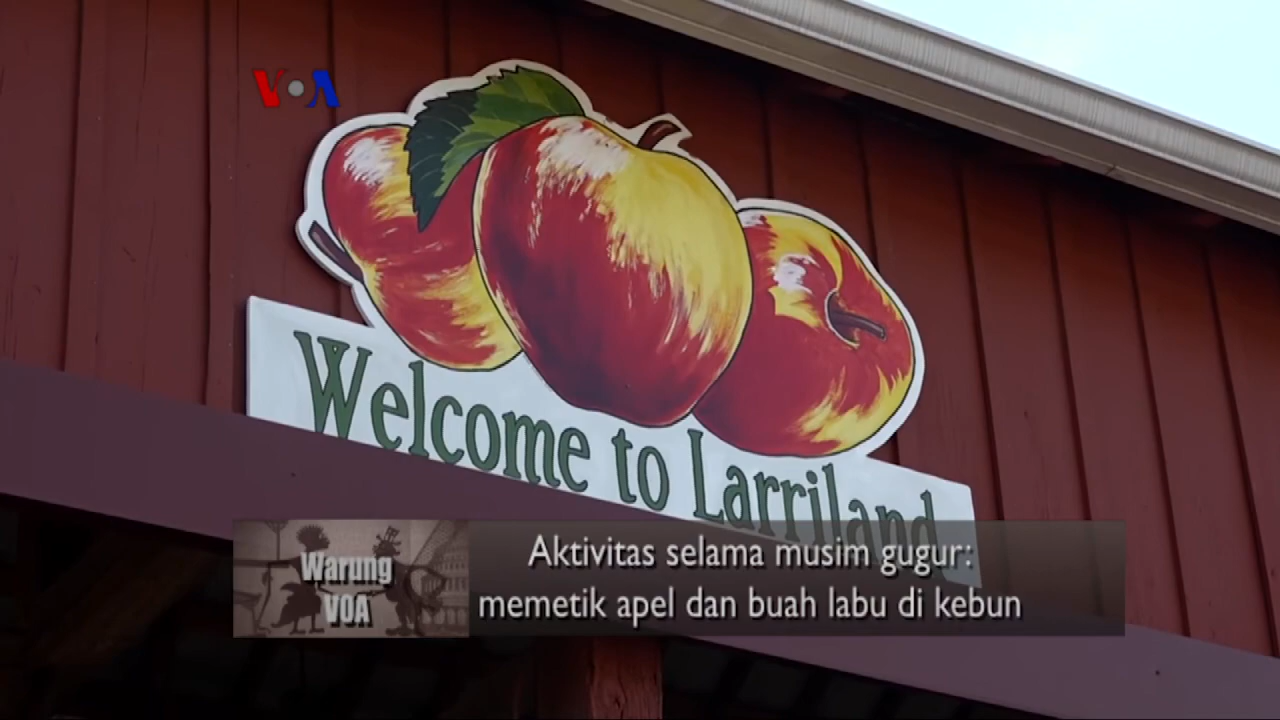 VOA
Welcome to Larriland
Warung
VOA
Aktivitas selama musim gugur:
memetik apel dan buah labu di kebun